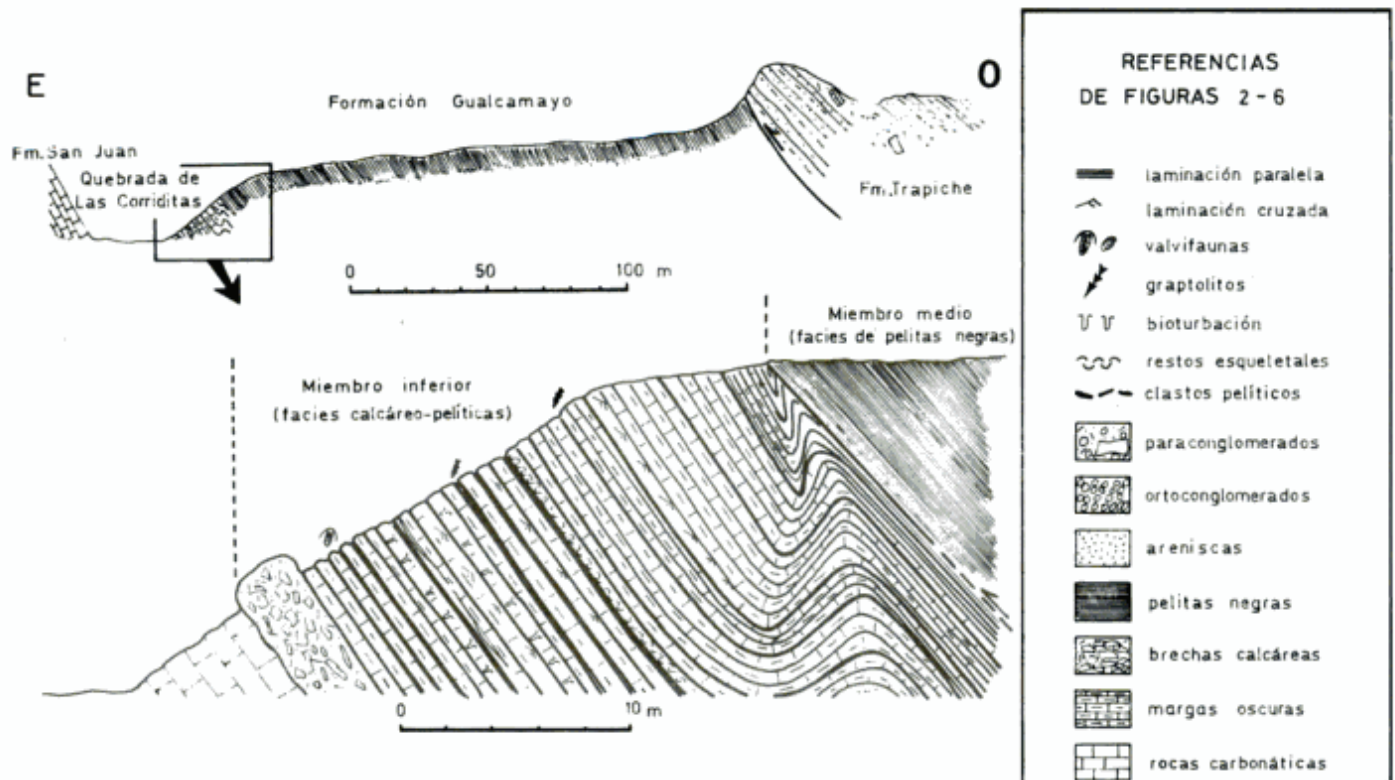 E
O
Formación Gualcamayo
Fm. San Juan
Quebrada de
Las Corriditas
Fm. Trapiche
0 50 100 m
Miembro medio
(facies de pelitas negras)
Miembro inferior
(facies calcáreo-pelíticas)
0 10 m
REFERENCIAS
DE FIGURAS 2-6
laminación paralela
laminación cruzada
valvifaunas
graptolitos
bioturbación
restos esqueletales
clastos pelíticos
paraconglomerados
ortoconglomerados
areniscas
pelitas negras
brechas calcáreas
margas oscuras
rocas carbonáticas